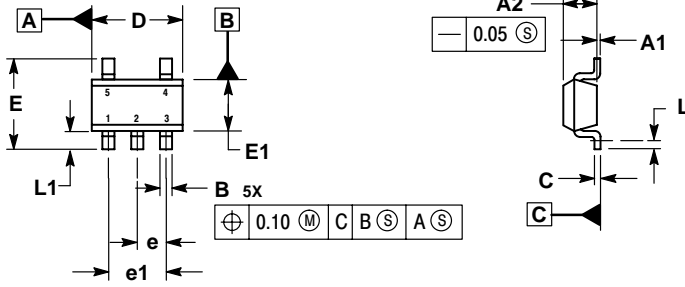 A
D
B
A2
— 0.05 Ⓢ
A1
E
5 4
1 2 3
E1
L
L1
B 5X
C
⌖ 0.10 Ⓜ C B Ⓢ A Ⓢ
C
e
e1